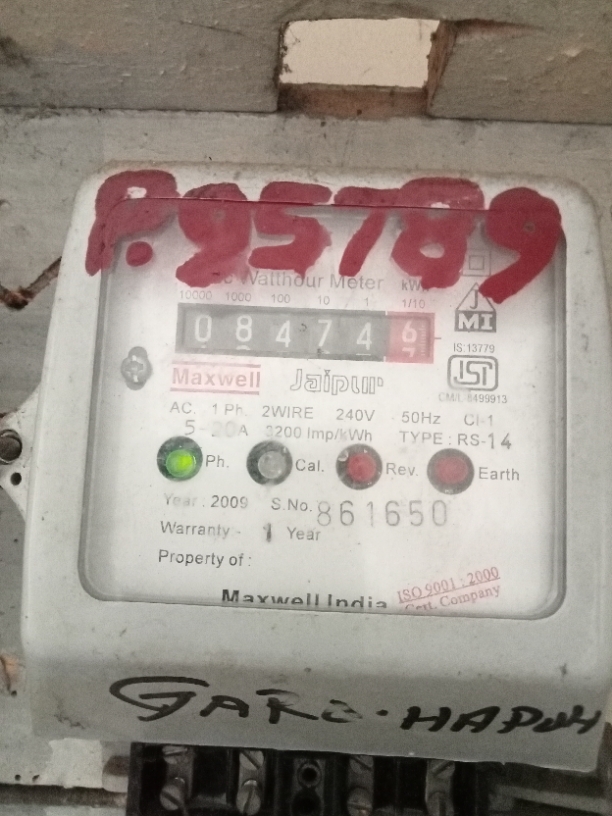 P.95789
Watthour Meter kWh
10000 1000 100 10 1 1/10
0 8 4 7 4 6
MI
IS:13779
Maxwell Jaipur
ISI
CM/L 8499913
AC. 1 Ph. 2WIRE 240V 50Hz Cl-1
5-20A 3200 Imp/kWh TYPE : RS-14
Ph. Cal. Rev. Earth
Year . 2009 S.No. 861650
Warranty - 1 Year
Property of :
Maxwell India
ISO 9001 : 2000
Cert. Company